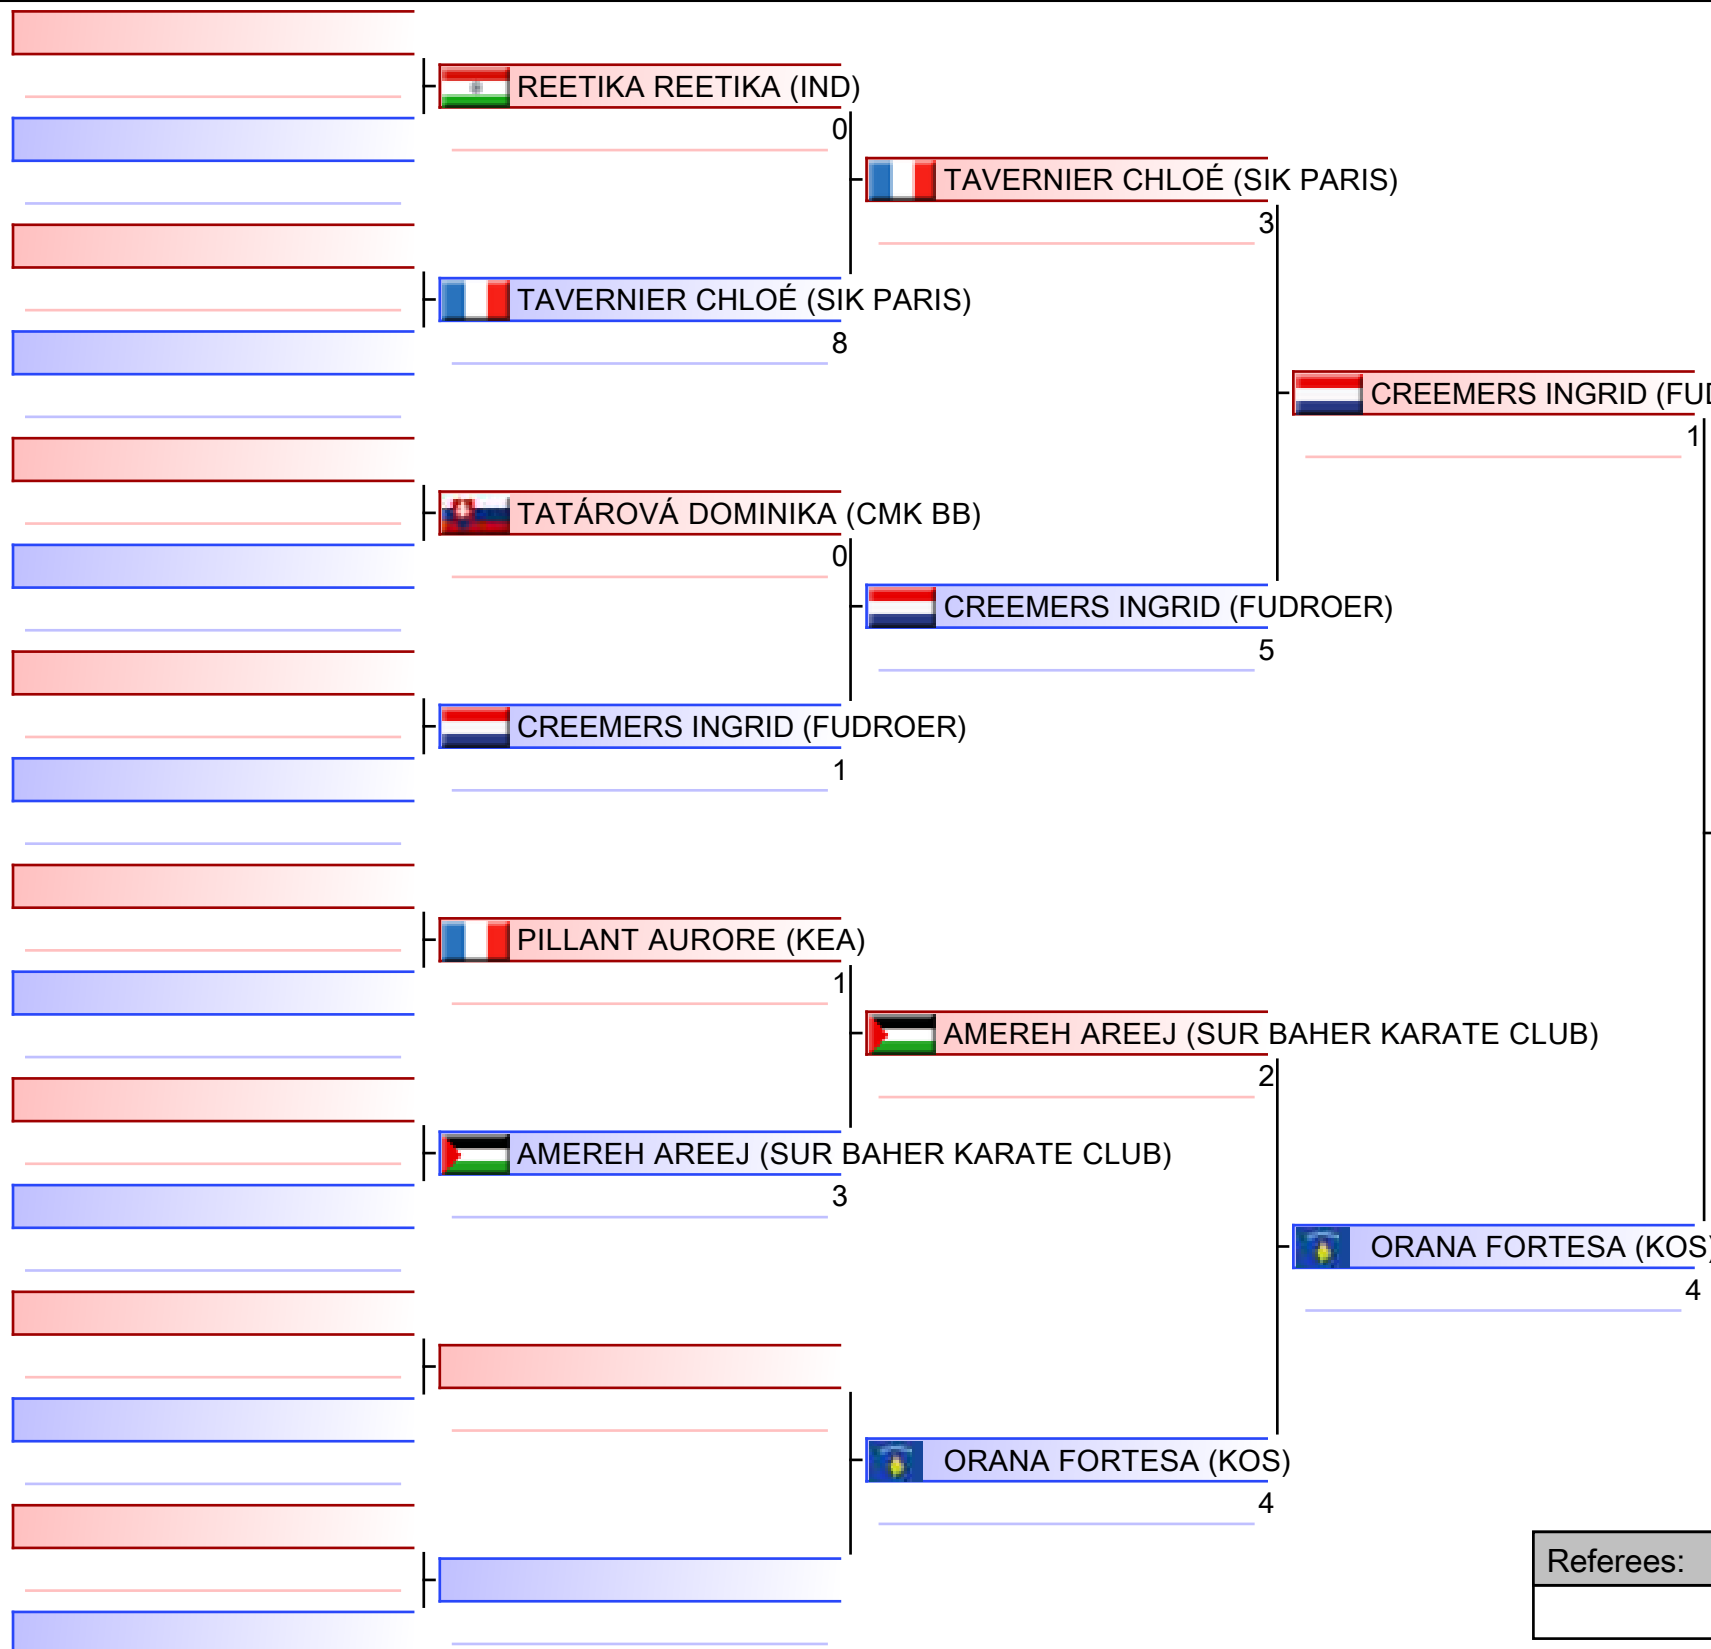 REETIKA REETIKA (IND)
0
TAVERNIER CHLOÉ (SIK PARIS)
3
TAVERNIER CHLOÉ (SIK PARIS)
8
CREEMERS INGRID (FUD
1
TATÁROVÁ DOMINIKA (CMK BB)
0
CREEMERS INGRID (FUDROER)
5
CREEMERS INGRID (FUDROER)
1
PILLANT AURORE (KEA)
1
AMEREH AREEJ (SUR BAHER KARATE CLUB)
2
AMEREH AREEJ (SUR BAHER KARATE CLUB)
3
ORANA FORTESA (KOS)
4
ORANA FORTESA (KOS)
4
Referees: